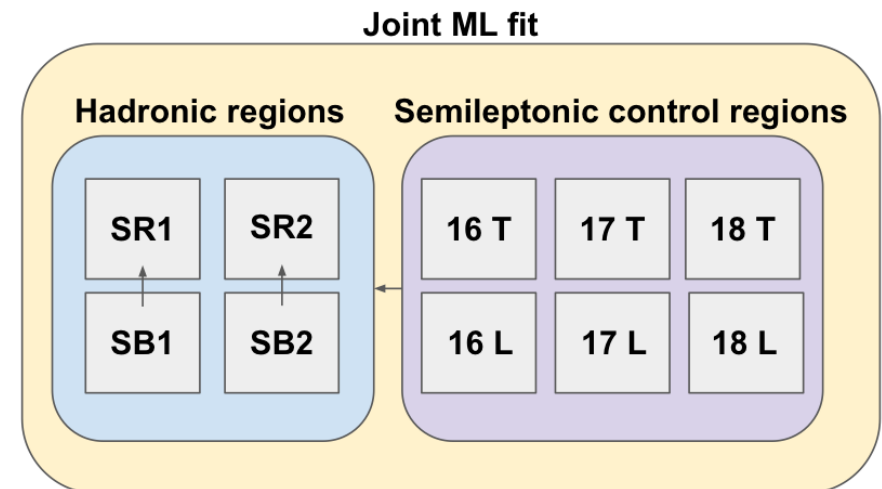 Joint ML fit
Hadronic regions
Semileptonic control regions
SR1 SR2 16 T 17 T 18 T
SB1 SB2 16 L 17 L 18 L